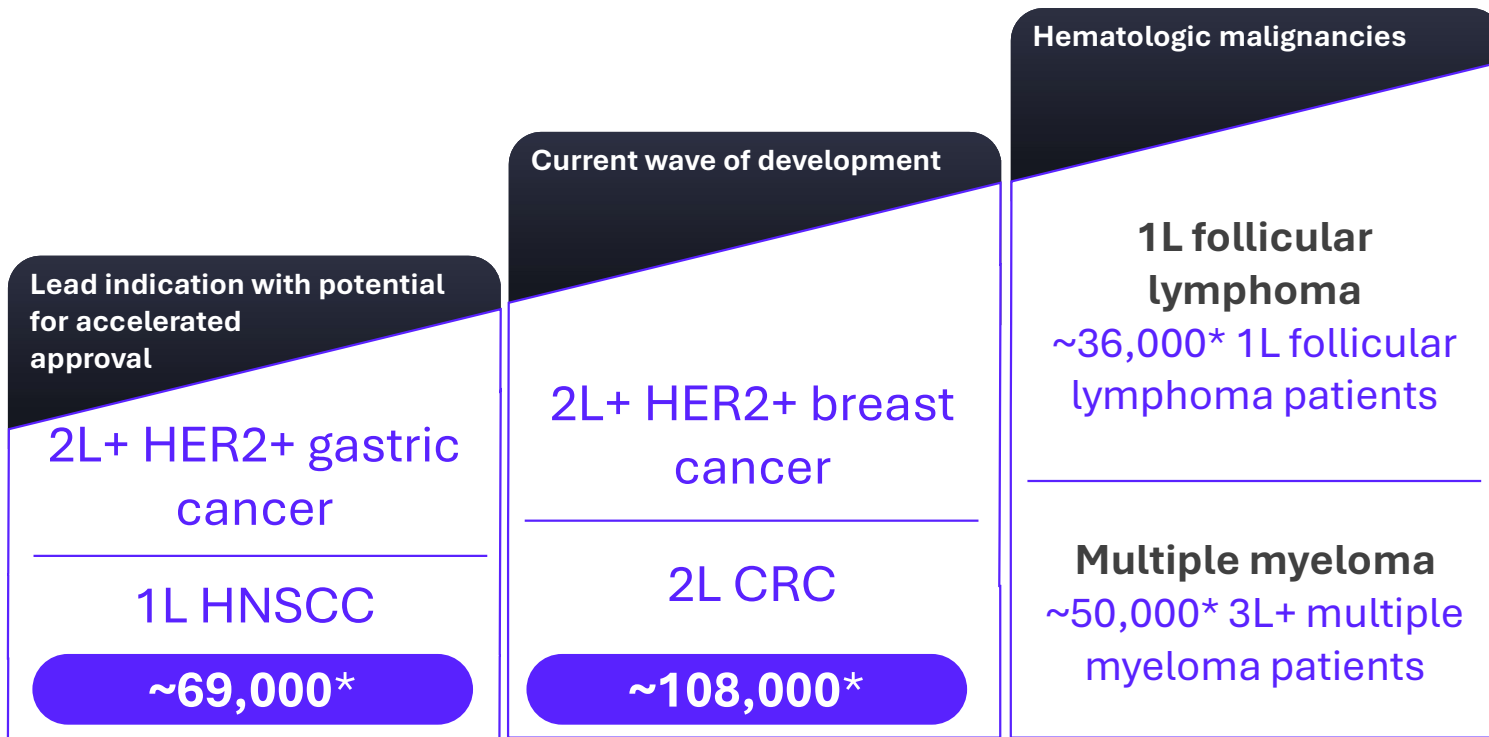 Lead indication with potential
for accelerated
approval
2L+ HER2+ gastric
cancer
1L HNSCC
~69,000*
Current wave of development
2L+ HER2+ breast
cancer
2L CRC
~108,000*
Hematologic malignancies
1L follicular
lymphoma
~36,000* 1L follicular
lymphoma patients
Multiple myeloma
~50,000* 3L+ multiple
myeloma patients